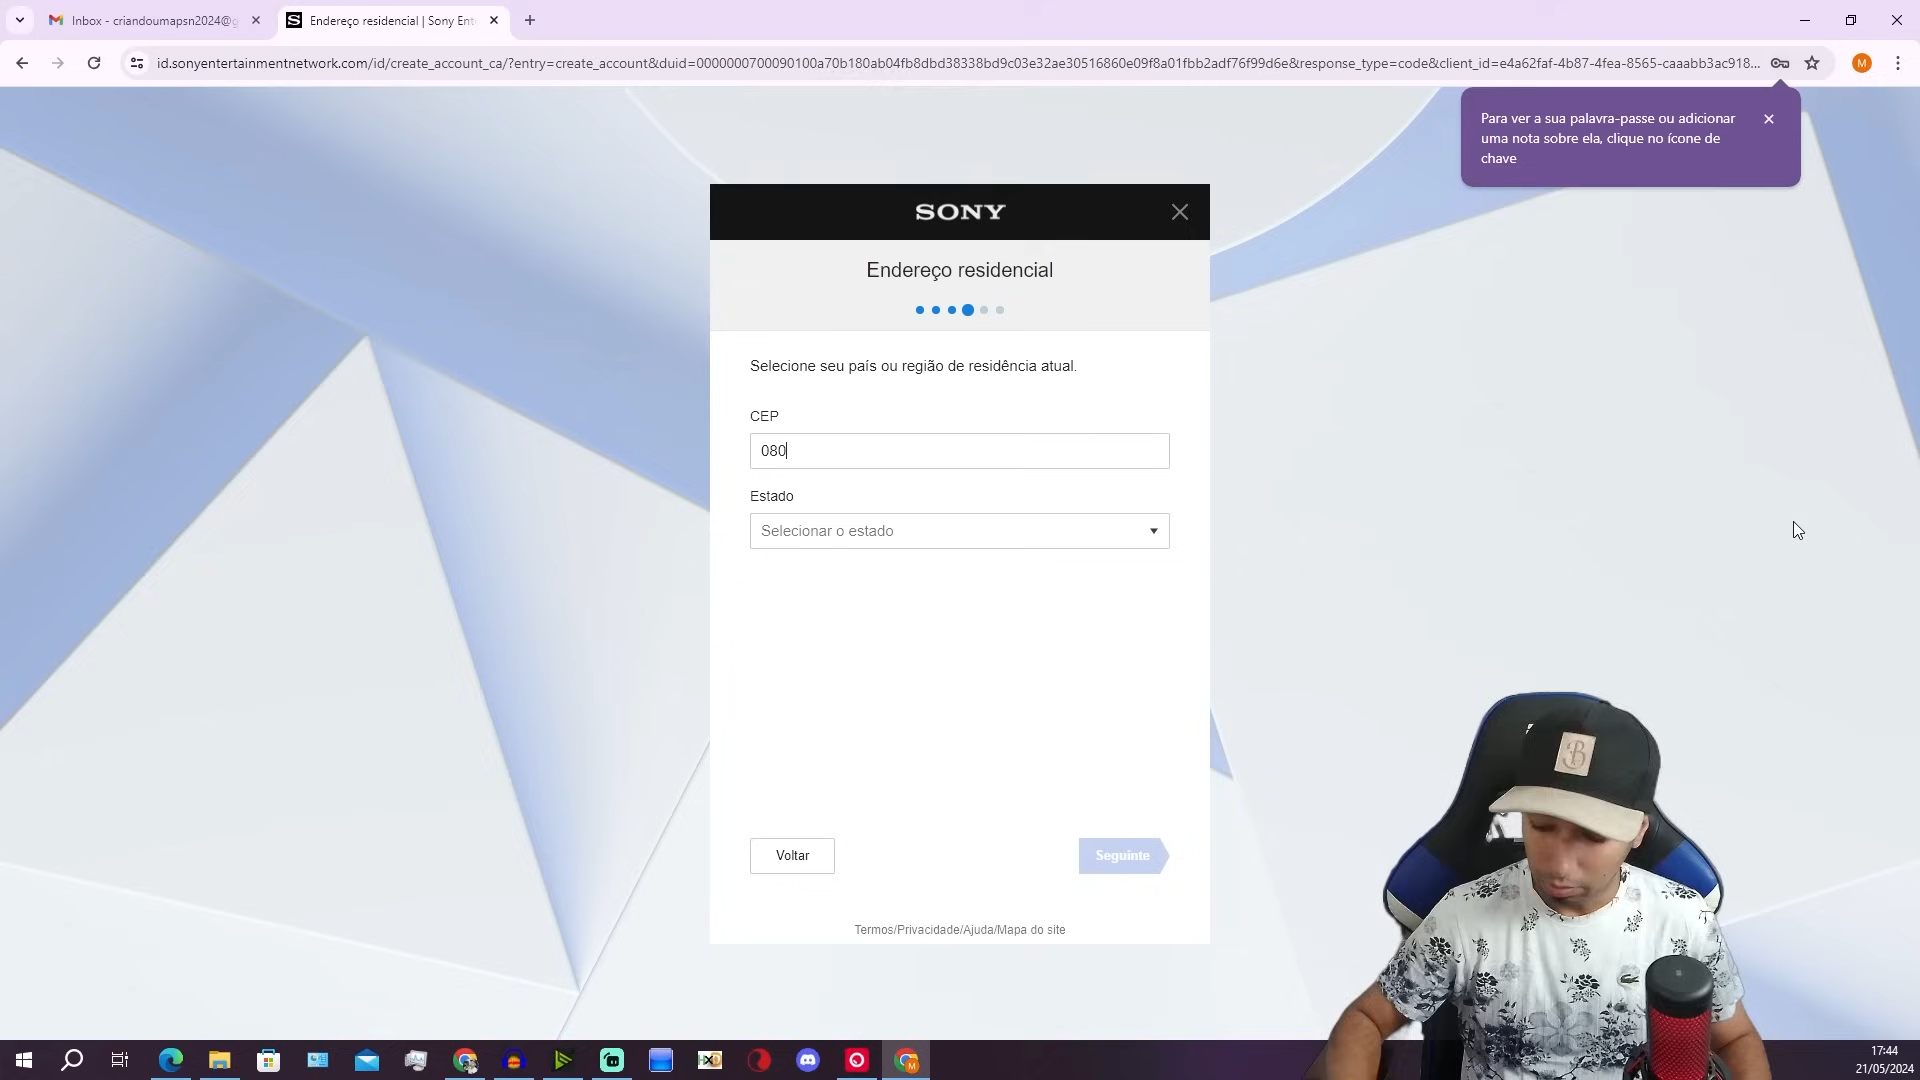 Inbox - criandoumapsn2024@g
Endereço residencial | Sony Ent
id.sonyentertainmentnetwork.com/id/create_account_ca/?entry=create_account&duid=0000000700090100a70b180ab04fb8dbd38338bd9c03e32ae30516860e09f8a01fbb2adf76f99d6e&response_type=code&client_id=e4a62faf-4b87-4fea-8565-caaabb3ac918...
M
Para ver a sua palavra-passe ou adicionar
uma nota sobre ela, clique no ícone de
chave
SONY
Endereço residencial
Selecione seu país ou região de residência atual.
CEP
080
Estado
Selecionar o estado
Voltar
Seguinte
Termos/Privacidade/Ajuda/Mapa do site
B
17:44
21/05/2024